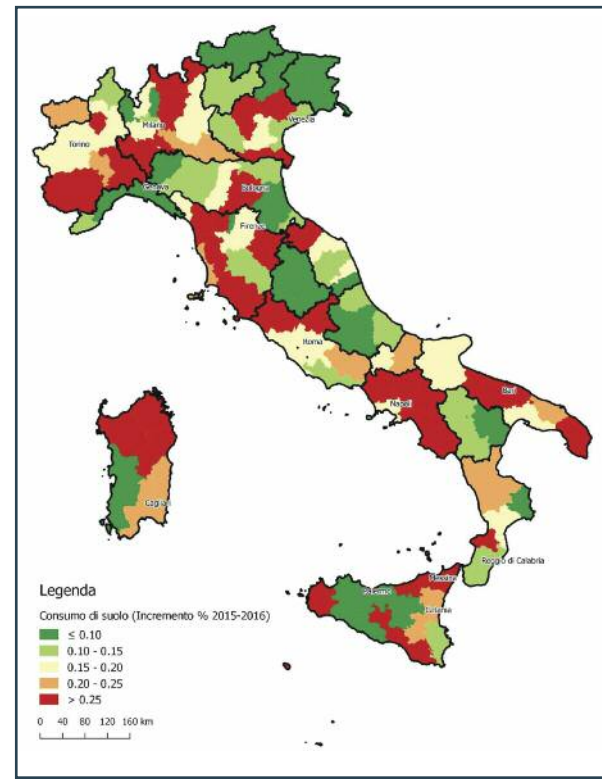 Milano
Venezia
Torino
Genova
Bologna
Firenze
Roma
Napoli
Bari
Cagliari
Reggio di Calabria
Messina
Palermo
Catania
Legenda
Consumo di suolo (Incremento % 2015-2016)
≤ 0.10
0.10 - 0.15
0.15 - 0.20
0.20 - 0.25
> 0.25
0 40 80 120 160 km